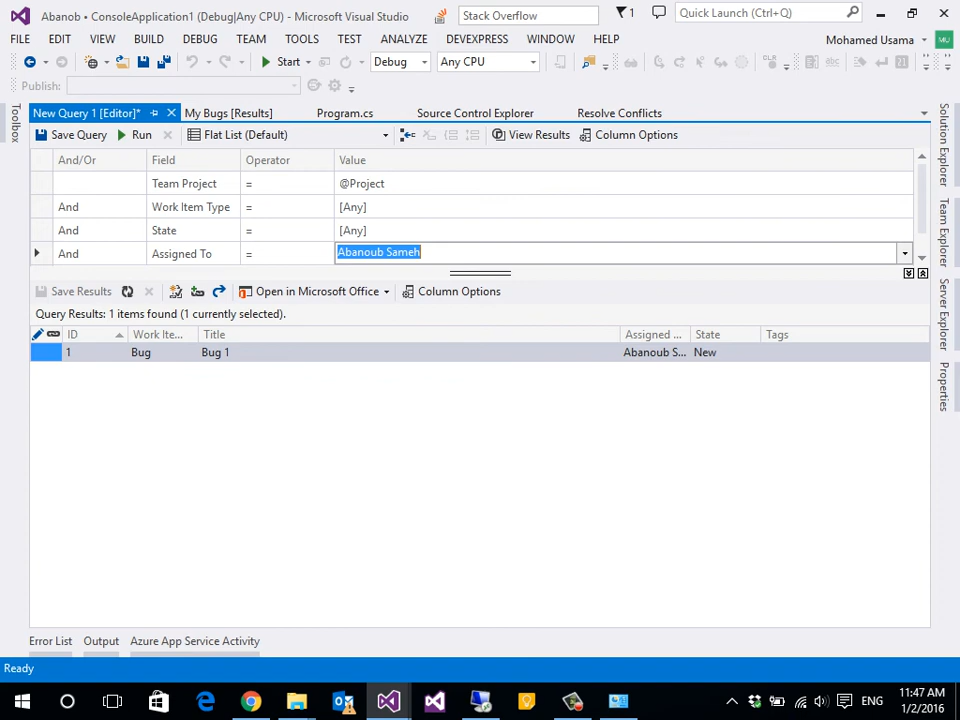 Abanob - ConsoleApplication1 (Debug|Any CPU) - Microsoft Visual Studio
Stack Overflow
1
Quick Launch (Ctrl+Q)
FILE EDIT VIEW BUILD DEBUG TEAM TOOLS TEST ANALYZE DEVEXPRESS WINDOW HELP
Mohamed Usama MU
Start Debug Any CPU
Publish:
Toolbox
New Query 1 [Editor]* My Bugs [Results] Program.cs Source Control Explorer Resolve Conflicts
Save Query Run Flat List (Default) View Results Column Options
And/Or Field Operator Value
Team Project = @Project
And Work Item Type = [Any]
And State = [Any]
And Assigned To = Abanoub Sameh
Save Results Open in Microsoft Office Column Options
Query Results: 1 items found (1 currently selected).
ID Work Ite... Title Assigned ... State Tags
1 Bug Bug 1 Abanoub S... New
Solution Explorer
Team Explorer
Server Explorer
Properties
Error List Output Azure App Service Activity
Ready
ENG
11:47 AM
1/2/2016